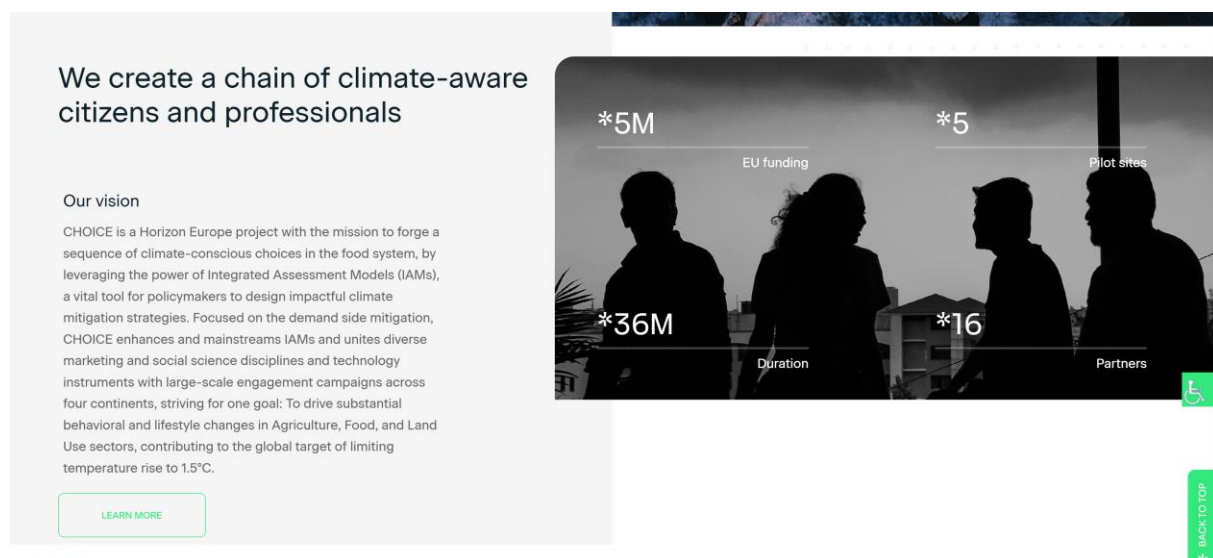 We create a chain of climate-aware
citizens and professionals
Our vision
CHOICE is a Horizon Europe project with the mission to forge a
sequence of climate-conscious choices in the food system, by
leveraging the power of Integrated Assessment Models (IAMs),
a vital tool for policymakers to design impactful climate
mitigation strategies. Focused on the demand side mitigation,
CHOICE enhances and mainstreams IAMs and unites diverse
marketing and social science disciplines and technology
instruments with large-scale engagement campaigns across
four continents, striving for one goal: To drive substantial
behavioral and lifestyle changes in Agriculture, Food, and Land
Use sectors, contributing to the global target of limiting
temperature rise to 1.5°C.
LEARN MORE
*5M
EU funding
*5
Pilot sites
*36M
Duration
*16
Partners
BACK TO TOP